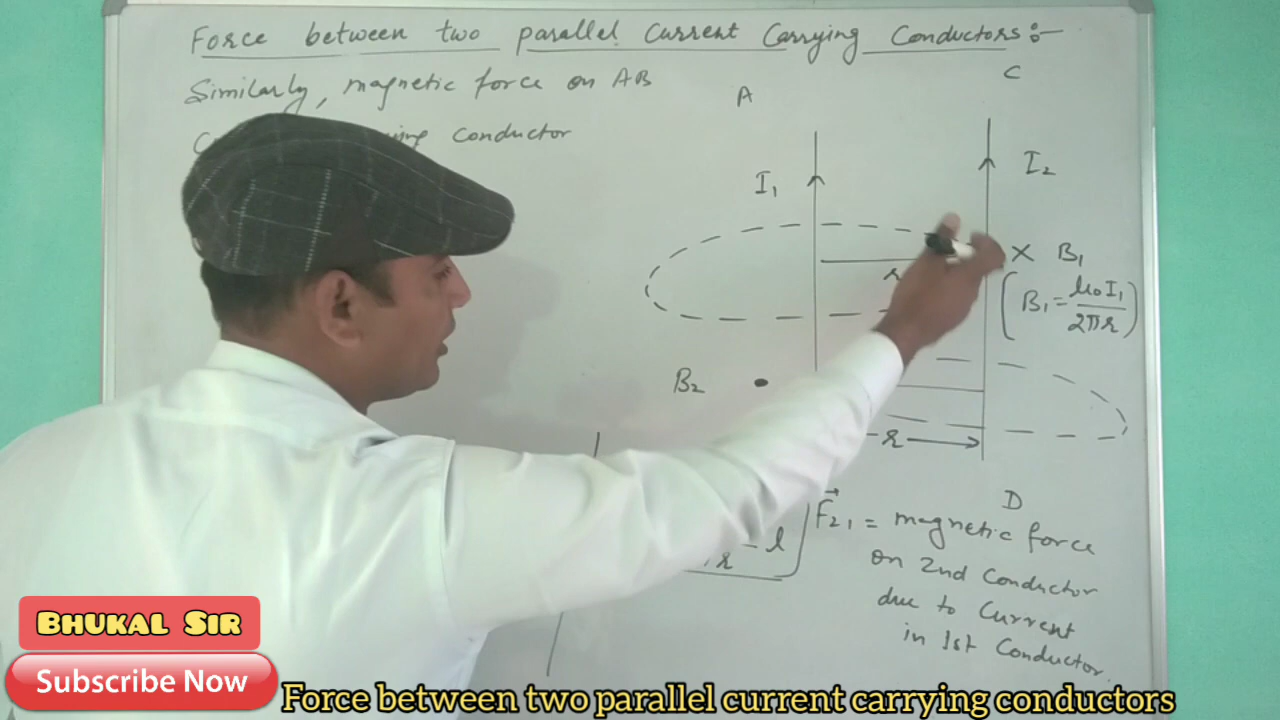 Force between two parallel Current Carrying Conductors:-
Similarly, magnetic force on AB
conductor
A
C
I₁
I₂
r
X B₁
(B₁ = μ₀I₁/2πr)
B₂
r
D
F⃗₂₁ = magnetic force
on 2nd Conductor
due to Current
in 1st Conductor.
r
l
BHUKAL SIR
Subscribe Now
Force between two parallel current carrying conductors